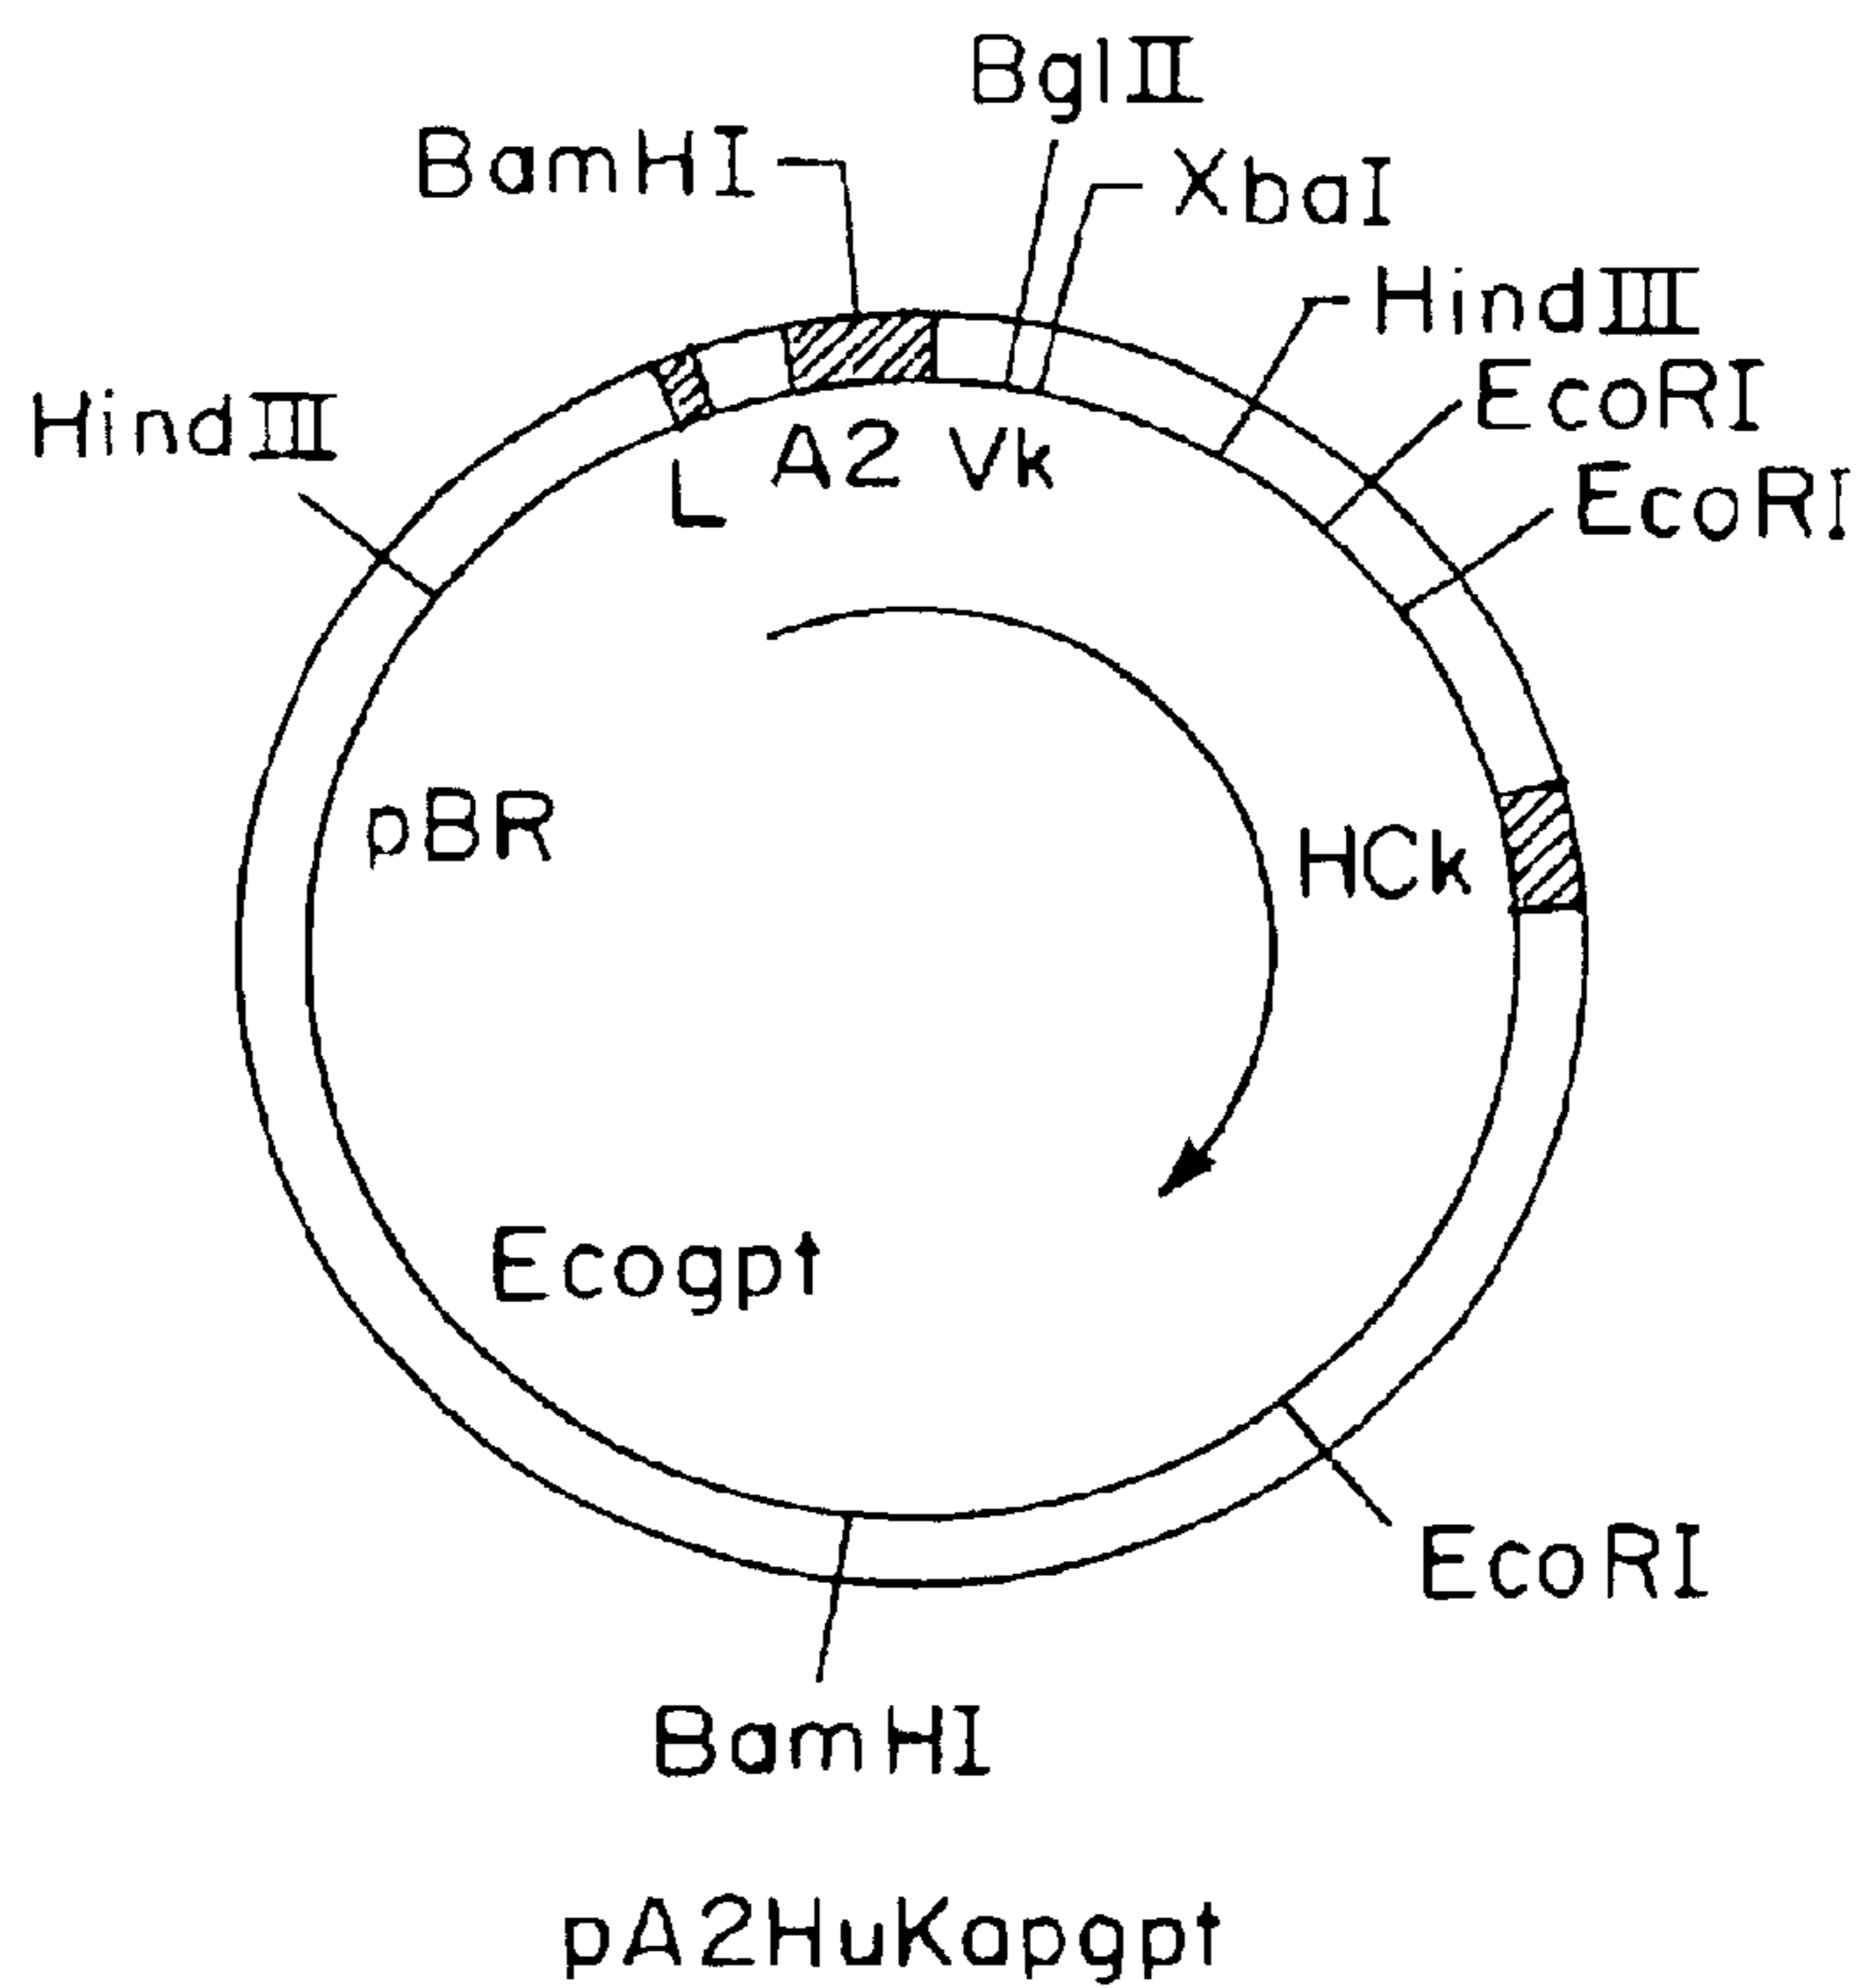 BglII
BamHI
XbaI
HindIII
EcoRI
HindIII
A2 Vk
EcoRI
L
pBR
HCk
Ecogpt
EcoRI
BamHI
pA2HuKapgpt